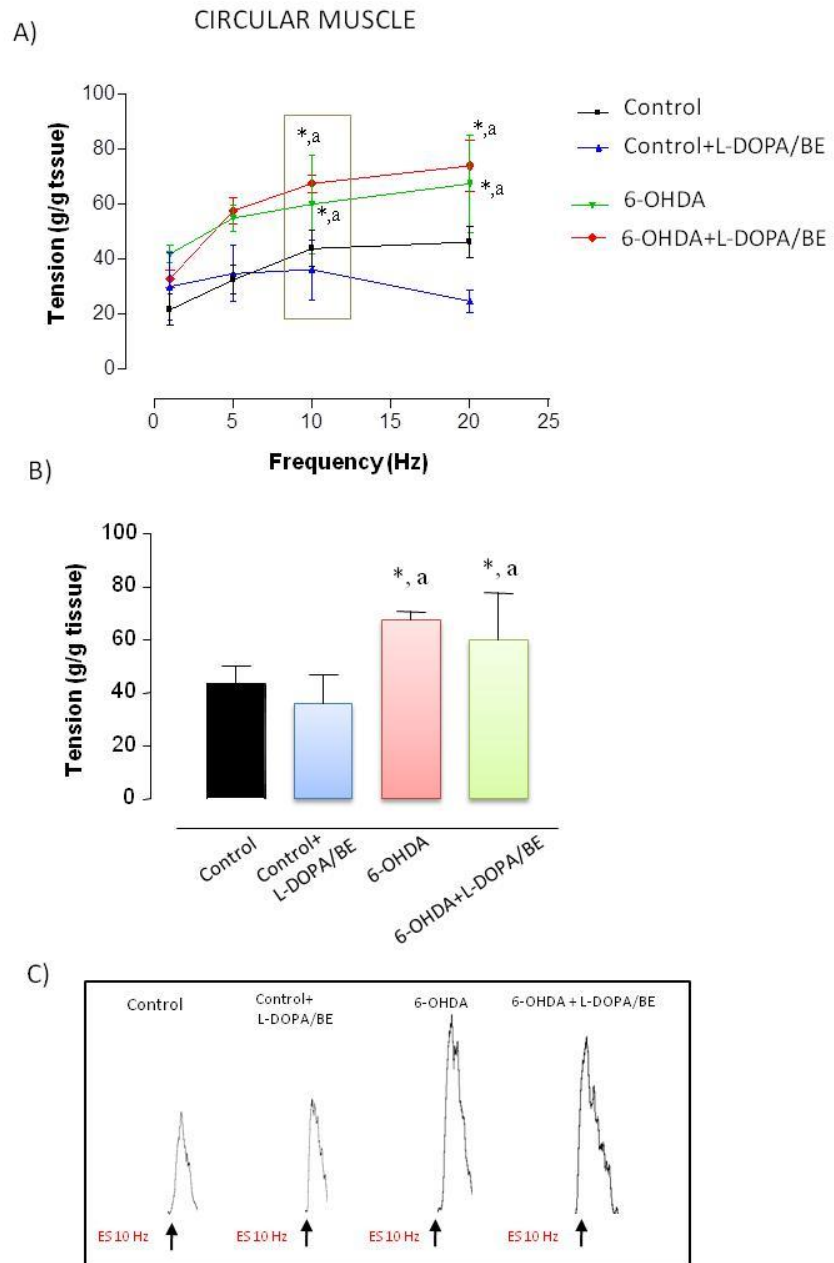 CIRCULAR MUSCLE
A)
100
80
60
40
20
0
Tension (g/g tssue)
*,a
*,a
*,a
*,a
0 5 10 15 20 25
Frequency (Hz)
Control
Control+L-DOPA/BE
6-OHDA
6-OHDA+L-DOPA/BE
B)
100
80
60
40
20
0
Tension (g/g tissue)
*, a
*, a
Control
Control+
L-DOPA/BE
6-OHDA
6-OHDA+L-DOPA/BE
C)
Control
Control+
L-DOPA/BE
6-OHDA
6-OHDA + L-DOPA/BE
ES 10 Hz
ES 10 Hz
ES 10 Hz
ES 10 Hz